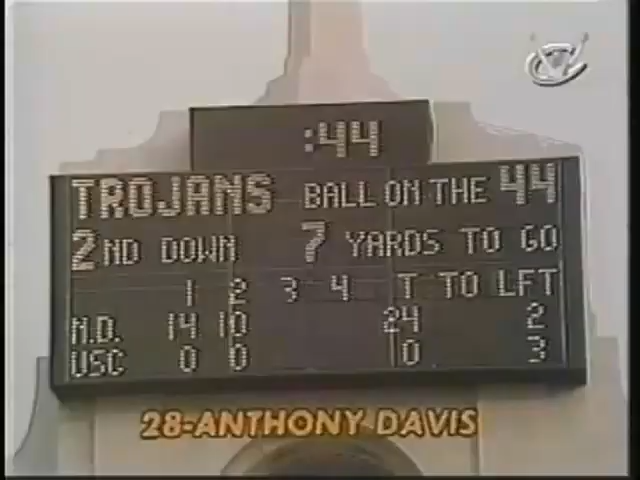 :44
TROJANS BALL ON THE 44
2ND DOWN 7 YARDS TO GO
1 2 3 4 T TO LFT
N.D. 14 10 24 2
USC 0 0 0 3
28-ANTHONY DAVIS